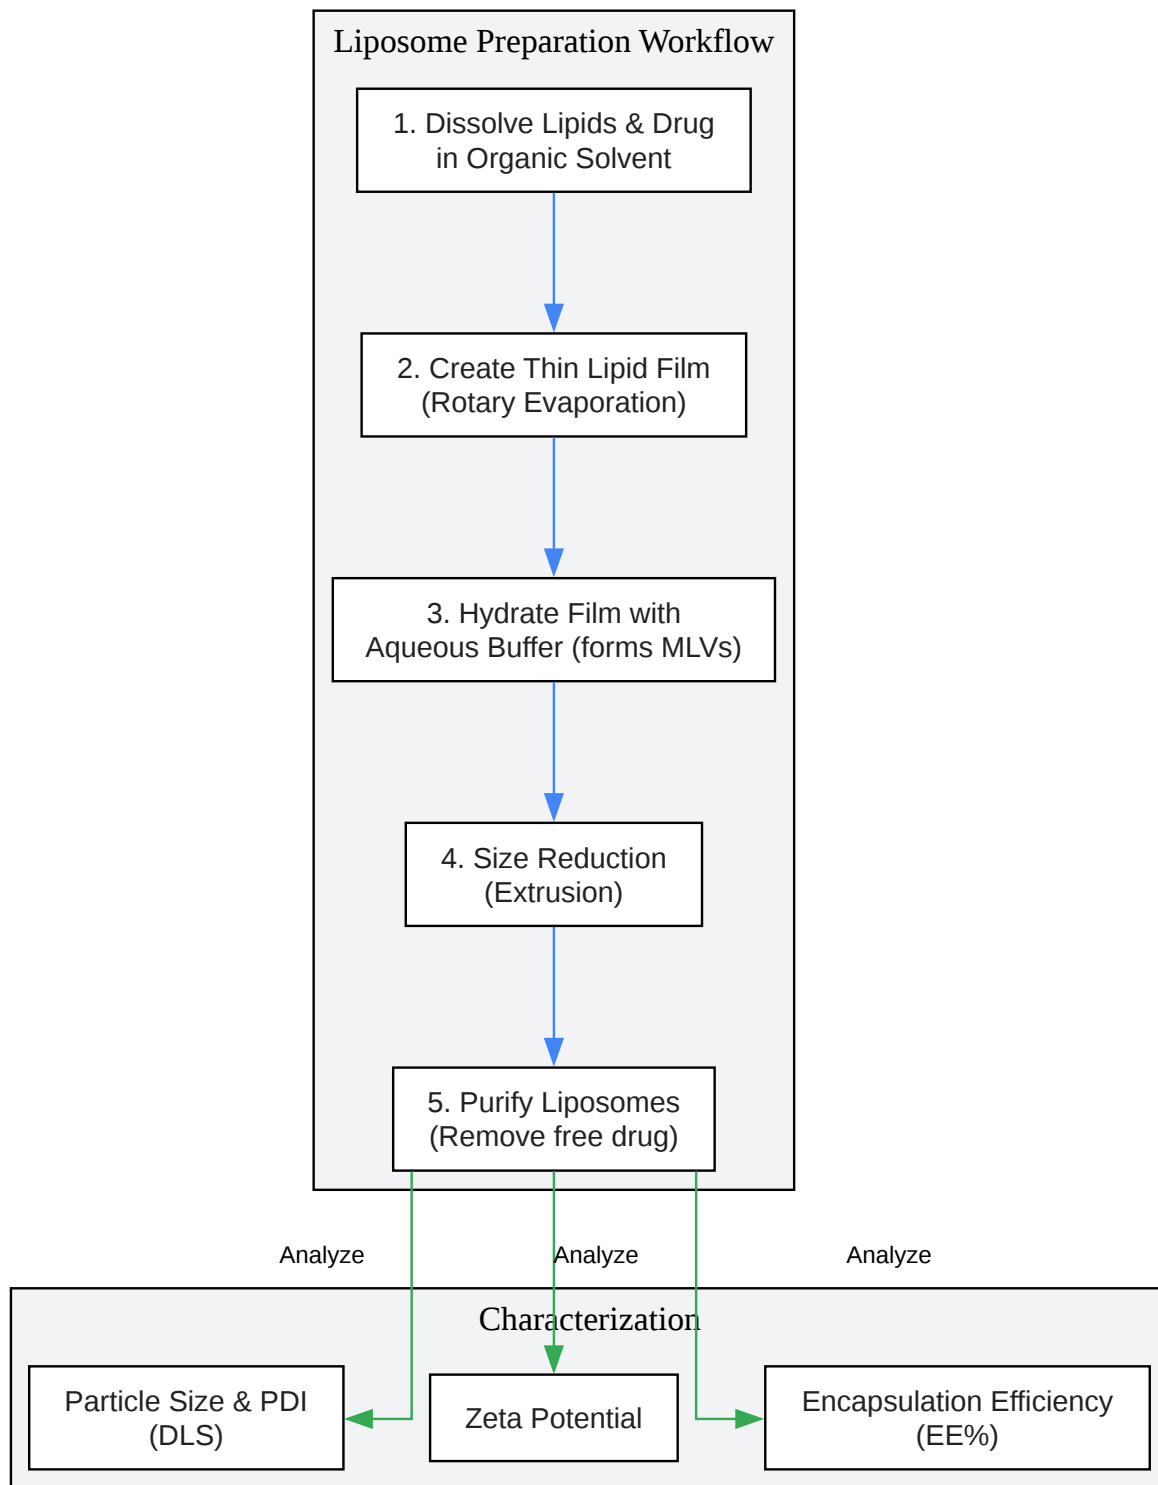 Liposome Preparation Workflow
1. Dissolve Lipids & Drug
in Organic Solvent
2. Create Thin Lipid Film
(Rotary Evaporation)
3. Hydrate Film with
Aqueous Buffer (forms MLVs)
4. Size Reduction
(Extrusion)
5. Purify Liposomes
(Remove free drug)
Analyze
Analyze
Analyze
Characterization
Particle Size & PDI
(DLS)
Zeta Potential
Encapsulation Efficiency
(EE%)